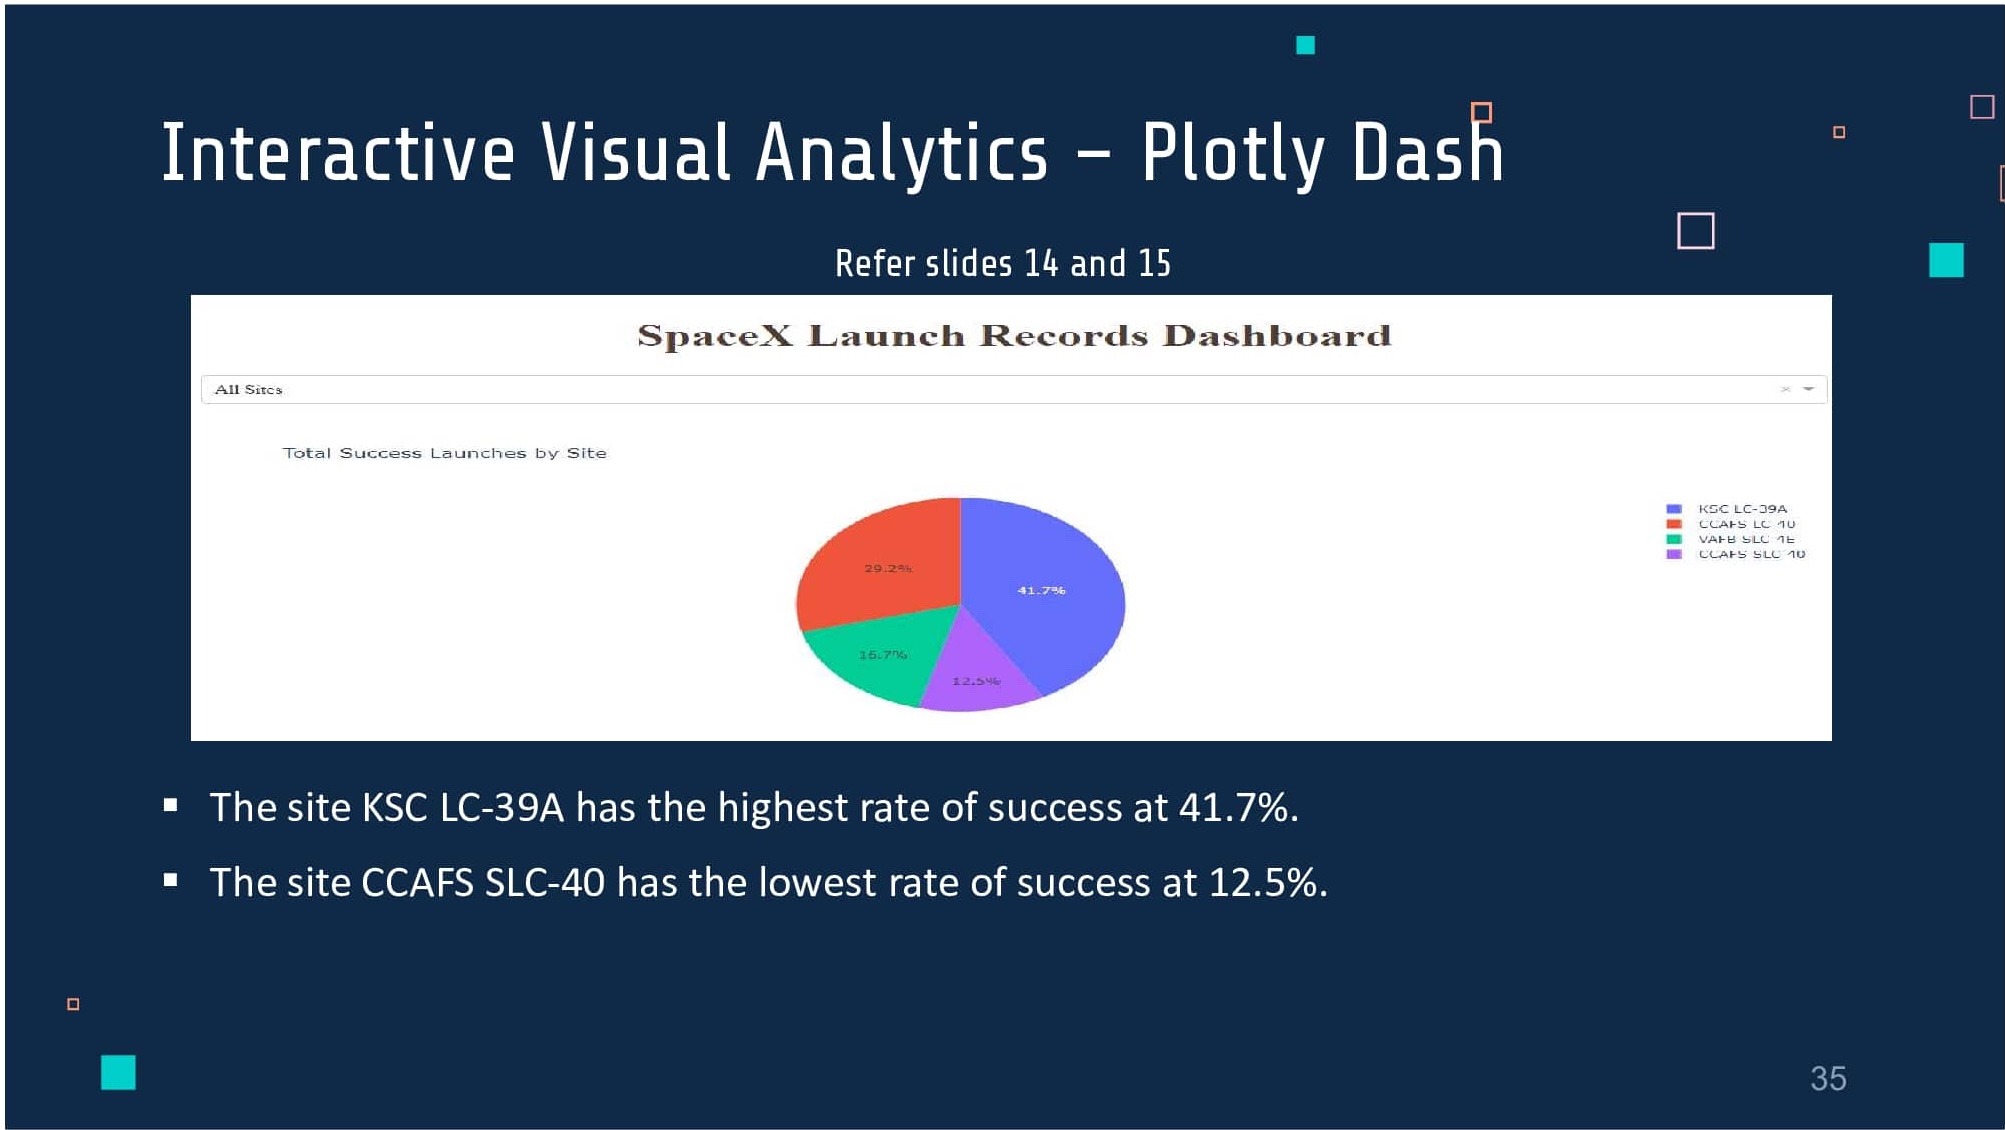 Interactive Visual Analytics – Plotly Dash
Refer slides 14 and 15
SpaceX Launch Records Dashboard
All Sites
Total Success Launches by Site
KSC LC-39A
CCAFS LC-40
VAFB SLC-4E
CCAFS SLC-40
29.2%
41.7%
16.7%
12.5%
▪ The site KSC LC-39A has the highest rate of success at 41.7%.
▪ The site CCAFS SLC-40 has the lowest rate of success at 12.5%.
35